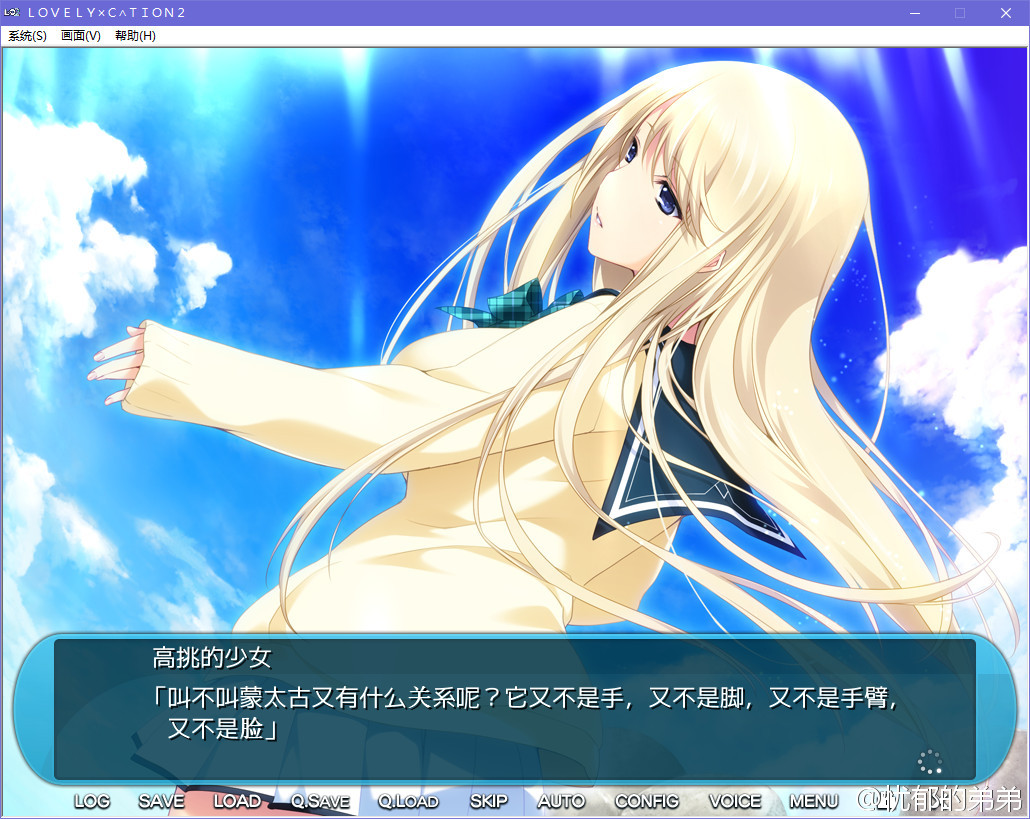 LOVELY×C∧TION2
系统(S) 画面(V) 帮助(H)
高挑的少女
「叫不叫蒙太古又有什么关系呢？它又不是手，又不是脚，又不是手臂，
又不是脸」
LOG SAVE LOAD Q.SAVE Q.LOAD SKIP AUTO CONFIG VOICE MENU
@忧郁的弟弟